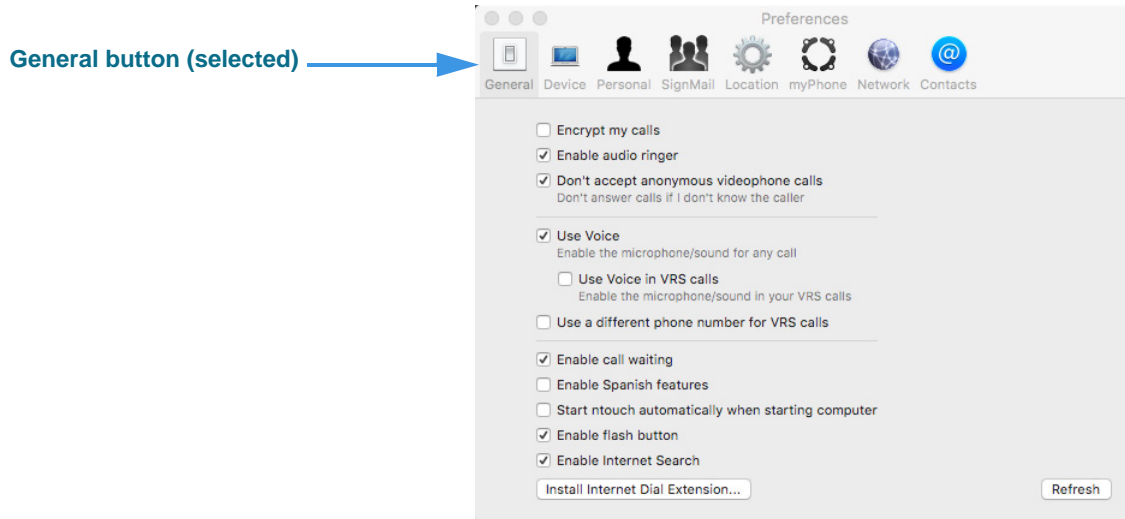 Preferences
General button (selected)
General Device Personal SignMail Location myPhone Network Contacts
Encrypt my calls
Enable audio ringer
Don't accept anonymous videophone calls
Don't answer calls if I don't know the caller
Use Voice
Enable the microphone/sound for any call
Use Voice in VRS calls
Enable the microphone/sound in your VRS calls
Use a different phone number for VRS calls
Enable call waiting
Enable Spanish features
Start ntouch automatically when starting computer
Enable flash button
Enable Internet Search
Install Internet Dial Extension... Refresh